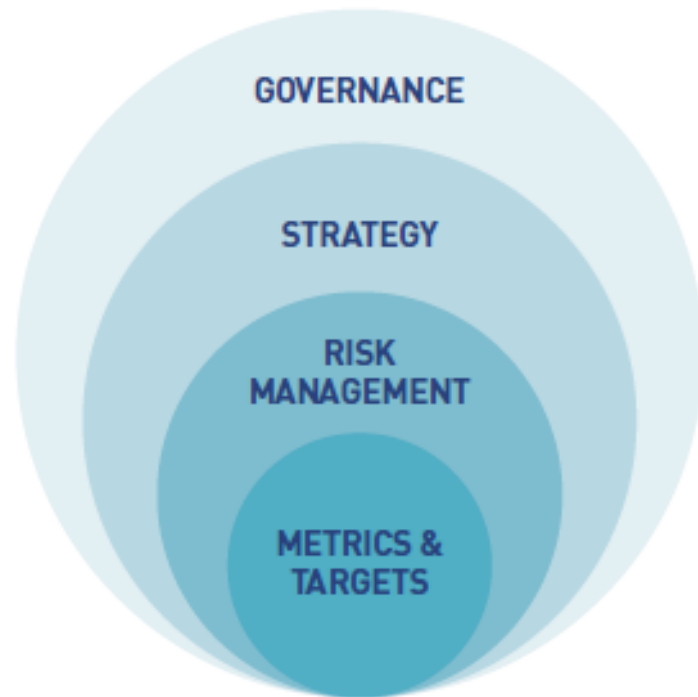 GOVERNANCE
STRATEGY
RISK
MANAGEMENT
METRICS &
TARGETS